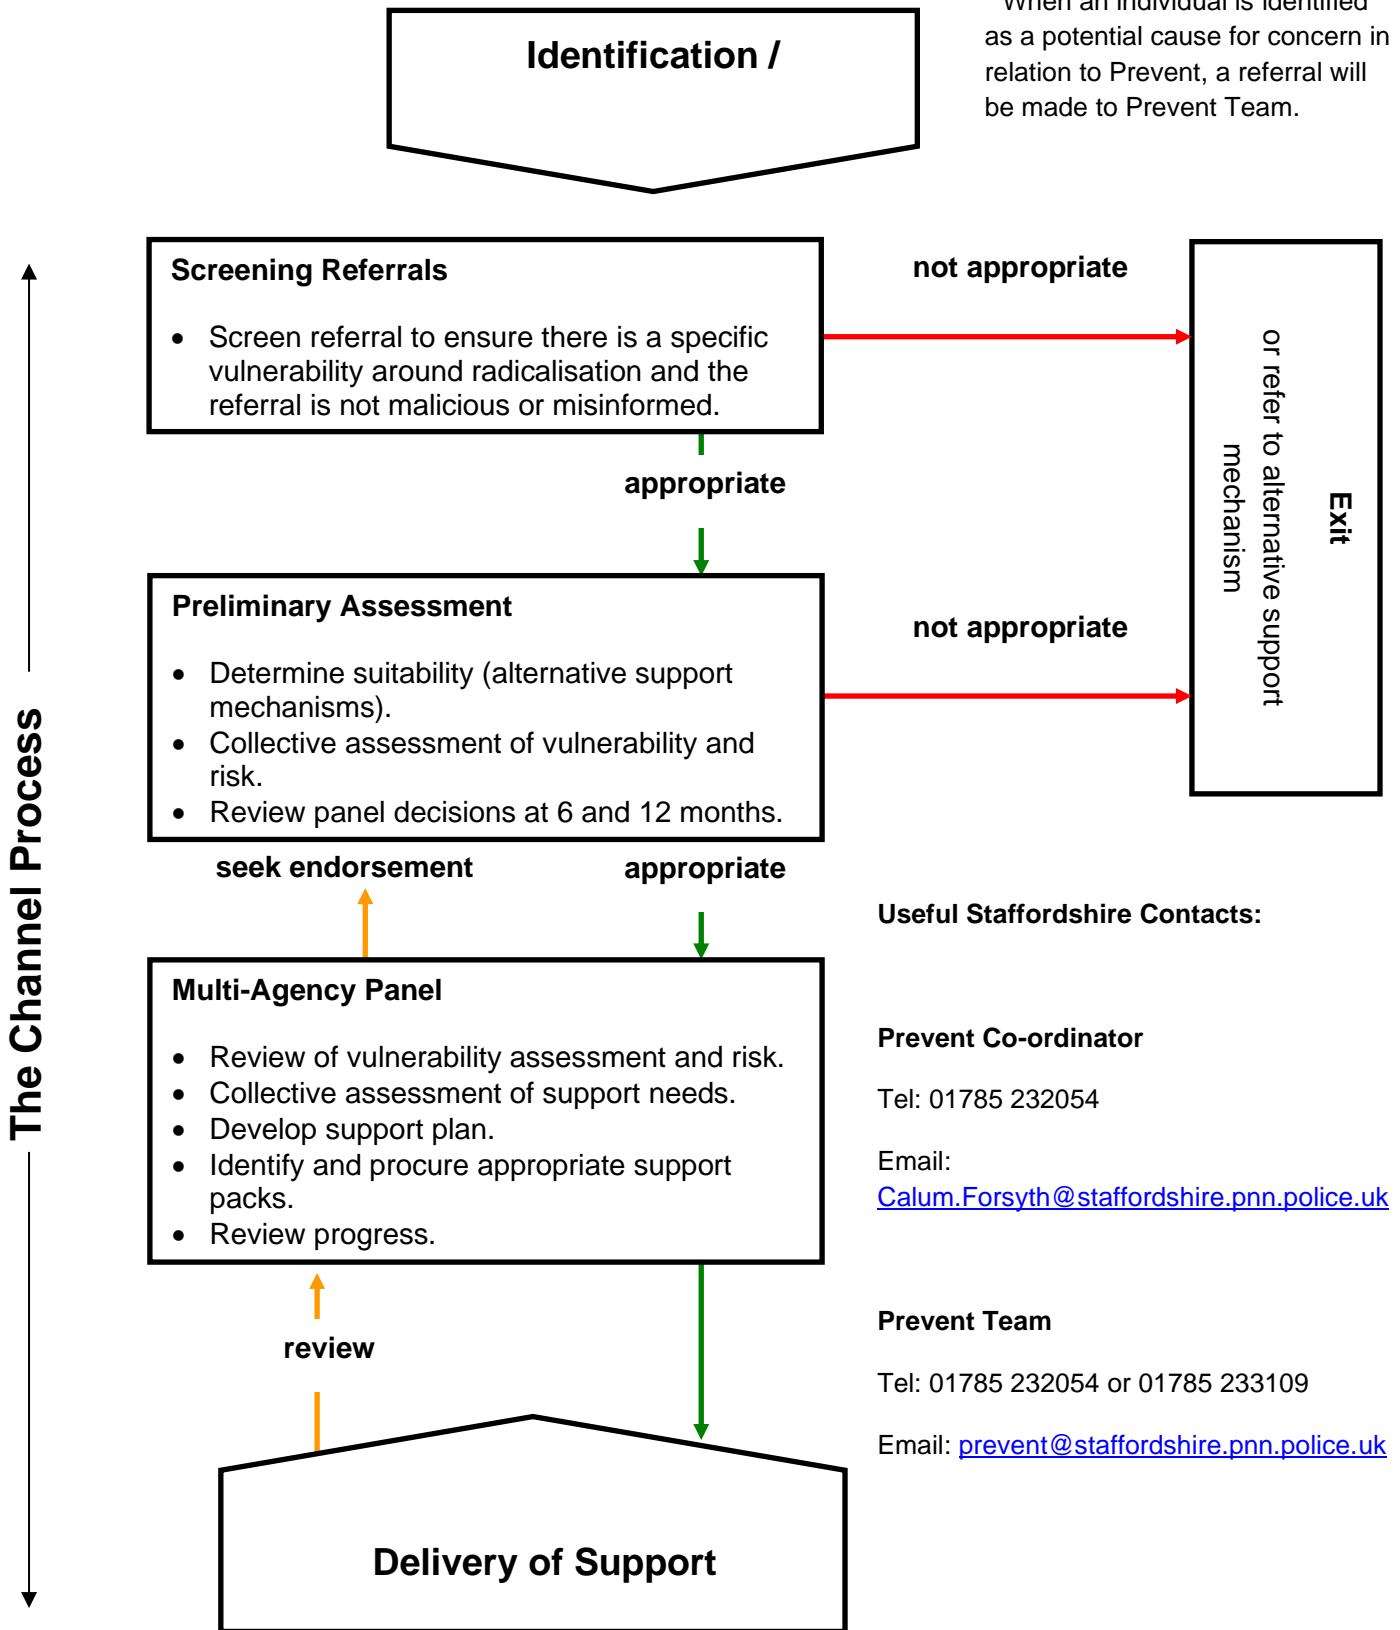 When an individual is identified
as a potential cause for concern in
relation to Prevent, a referral will
be made to Prevent Team.
Identification /
Screening Referrals
• Screen referral to ensure there is a specific
vulnerability around radicalisation and the
referral is not malicious or misinformed.
not appropriate
appropriate
Exit
or refer to alternative support
mechanism
Preliminary Assessment
• Determine suitability (alternative support
mechanisms).
• Collective assessment of vulnerability and
risk.
• Review panel decisions at 6 and 12 months.
not appropriate
The Channel Process
seek endorsement
appropriate
Multi-Agency Panel
• Review of vulnerability assessment and risk.
• Collective assessment of support needs.
• Develop support plan.
• Identify and procure appropriate support
packs.
• Review progress.
review
Delivery of Support
Useful Staffordshire Contacts:
Prevent Co-ordinator
Tel: 01785 232054
Email:
Calum.Forsyth@staffordshire.pnn.police.uk
Prevent Team
Tel: 01785 232054 or 01785 233109
Email: prevent@staffordshire.pnn.police.uk